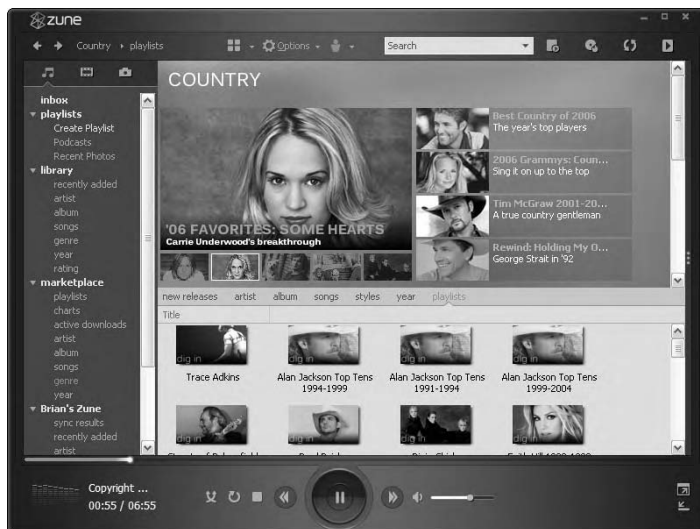 zune
Country › playlists
Options
Search
COUNTRY
'06 FAVORITES: SOME HEARTS
Carrie Underwood's breakthrough
Best Country of 2006
The year's top players
2006 Grammys: Coun...
Sing it on up to the top
Tim McGraw 2001-20...
A true country gentleman
Rewind: Holding My O...
George Strait in '92
inbox
playlists
Create Playlist
Podcasts
Recent Photos
library
recently added
artist
album
songs
genre
year
rating
marketplace
playlists
charts
active downloads
artist
album
songs
genre
year
Brian's Zune
sync results
recently added
artist
new releases artist album songs styles year playlists
Title
dig in dig in dig in dig in
Trace Adkins
Alan Jackson Top Tens
1994-1999
Alan Jackson Top Tens
1991-1994
Alan Jackson Top Tens
1999-2004
dig in dig in dig in dig in
Copyright ...
00:55 / 06:55